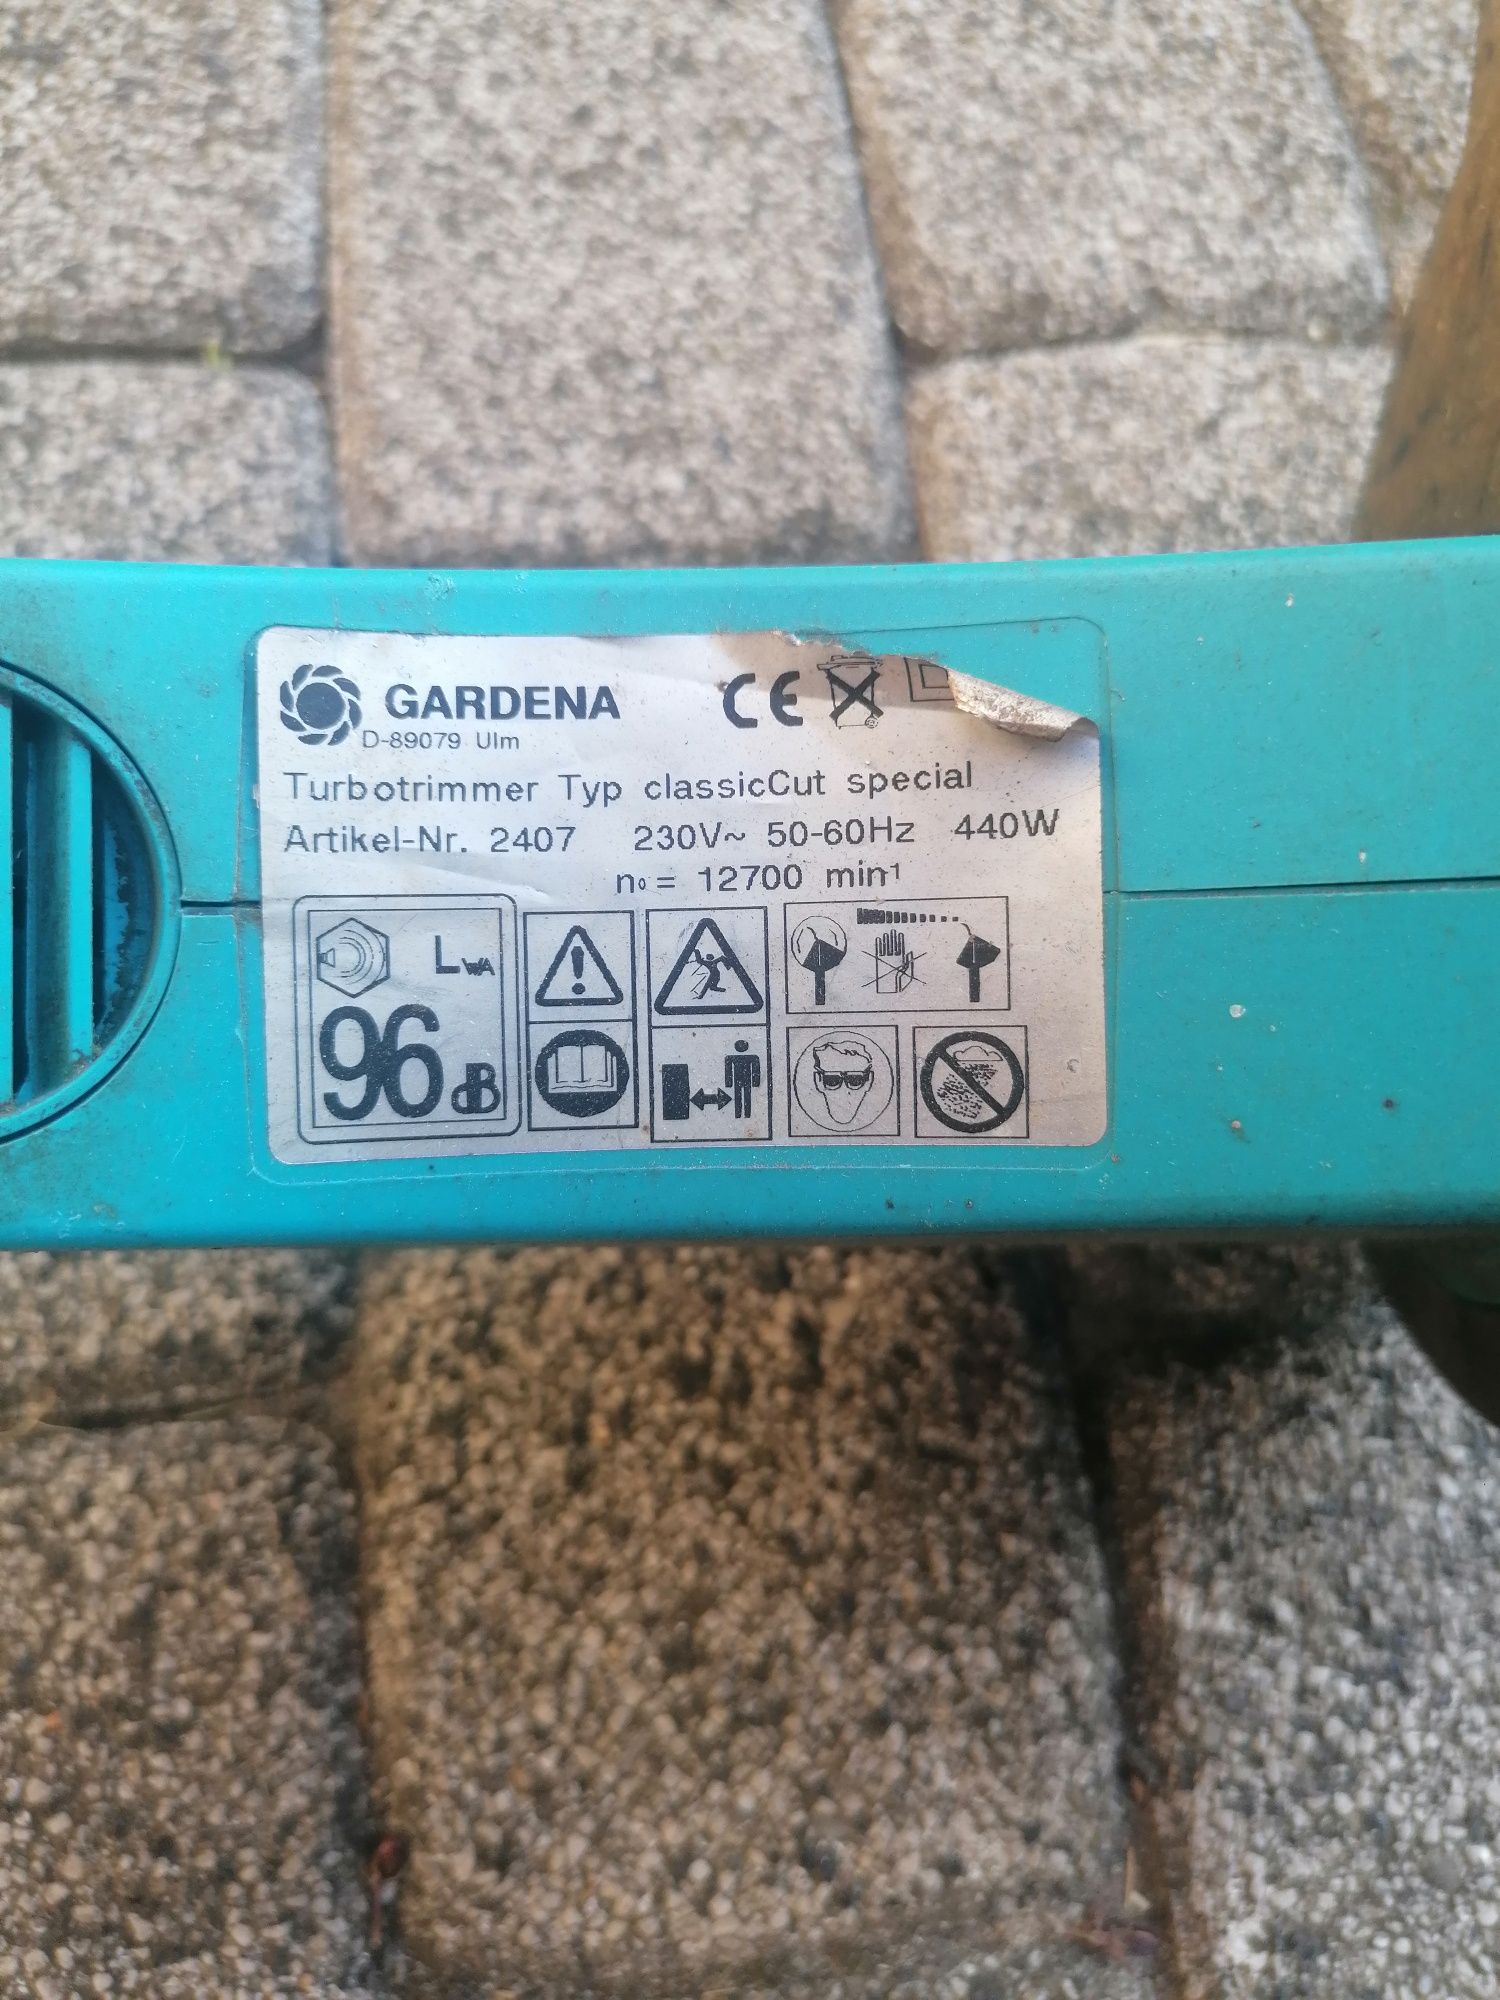 GARDENA CE
D-89079 Ulm
Turbotrimmer Typ classicCut special
Artikel-Nr. 2407 230V~ 50-60Hz 440W
n₀ = 12700 min¹
LWA
96 dB